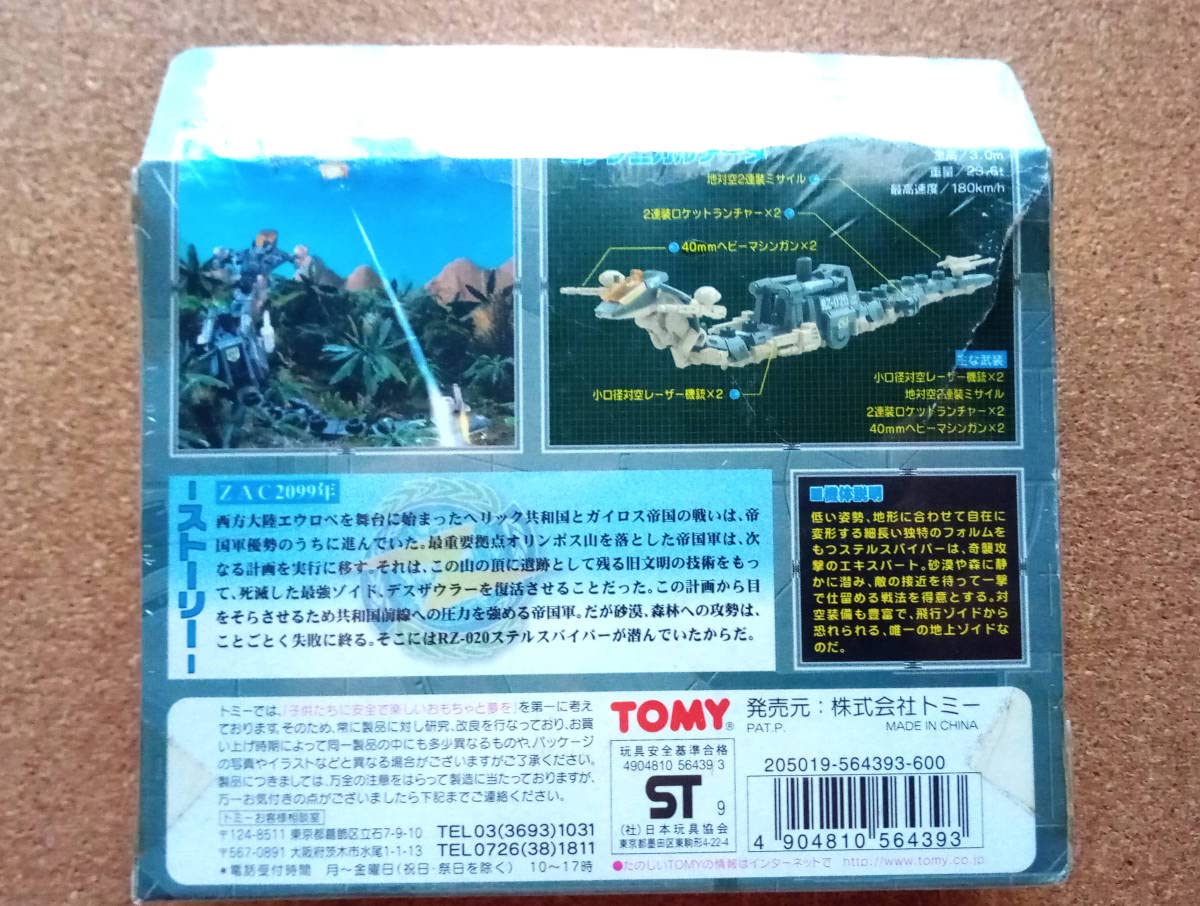 全高/3.0m
重量/23.6t
最高速度/180km/h
地対空2連装ミサイル
2連装ロケットランチャー×2
40mmヘビーマシンガン×2
RZ-020
小口径対空レーザー機銃×2
主な武装
小口径対空レーザー機銃×2
地対空2連装ミサイル
2連装ロケットランチャー×2
40mmヘビーマシンガン×2
ーストーリーー
ZAC2099年
西方大陸エウロペを舞台に始まったヘリック共和国とガイロス帝国の戦いは、帝
国軍優勢のうちに進んでいた。最重要拠点オリンポス山を落とした帝国軍は、次
なる計画を実行に移す。それは、この山の頂に遺跡として残る旧文明の技術をもっ
て、死滅した最強ゾイド、デスザウラーを復活させることだった。この計画から目
をそらさせるため共和国前線への圧力を強める帝国軍。だが砂漠、森林への攻勢は、
ことごとく失敗に終る。そこにはRZ-020ステルスバイパーが潜んでいたからだ。
■機体説明
低い姿勢、地形に合わせて自在に
変形する細長い独特のフォルムを
もつステルスバイパーは、奇襲攻
撃のエキスパート。砂漠や森に静
かに潜み、敵の接近を待って一撃
で仕留める戦法を得意とする。対
空装備も豊富で、飛行ゾイドから
恐れられる、唯一の地上ゾイドな
のだ。
トミーでは、「子供たちに安全で楽しいおもちゃと夢を」を第一に考え
ております。そのため、常に製品に対し研究、改良を行なっており、お買
い上げ時期によって同一製品の中にも多少異なるものや、パッケージ
の写真やイラストなどと異なる場合がございますがご了承ください。
製品につきましては、万全の注意をはらって製造に当たっておりますが、
万一お気付きの点がございましたら下記までご連絡ください。
トミーお客様相談室
〒124-8511 東京都葛飾区立石7-9-10 TEL03(3693)1031
〒567-0891 大阪府茨木市水尾1-1-13 TEL0726(38)1811
●電話受付時間 月〜金曜日(祝日・祭日を除く) 10〜17時
TOMY®
発売元:株式会社トミー
PAT.P. MADE IN CHINA
玩具安全基準合格
4904810 56439 3
ST 9
(社)日本玩具協会
東京都墨田区東駒形4-22-4
205019-564393-600
4 904810 564393
●たのしいTOMYの情報はインターネットで http://www.tomy.co.jp